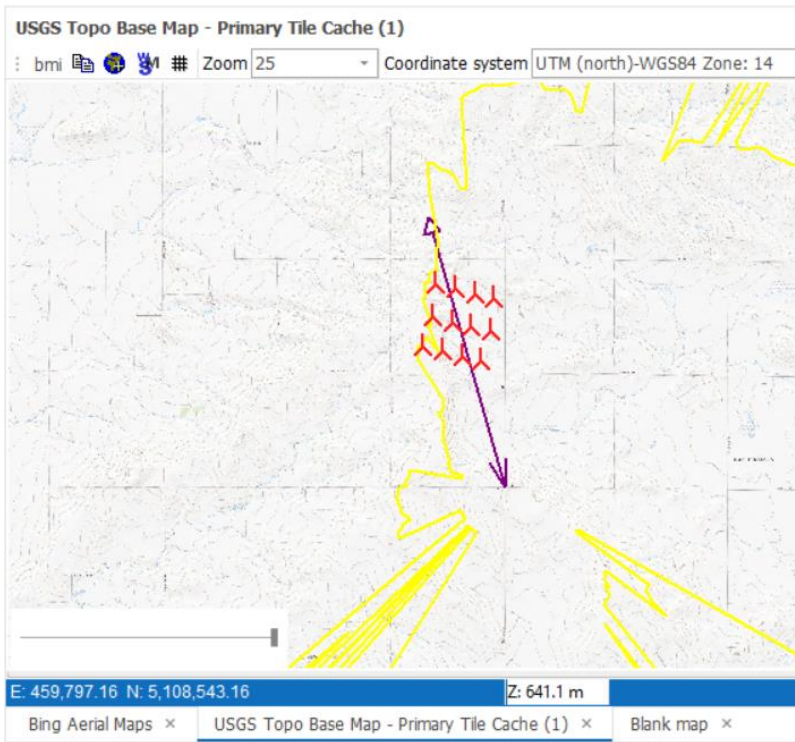 USGS Topo Base Map - Primary Tile Cache (1)
bmi Zoom 25 Coordinate system UTM (north)-WGS84 Zone: 14
E: 459,797.16 N: 5,108,543.16 Z: 641.1 m
Bing Aerial Maps × USGS Topo Base Map - Primary Tile Cache (1) × Blank map ×